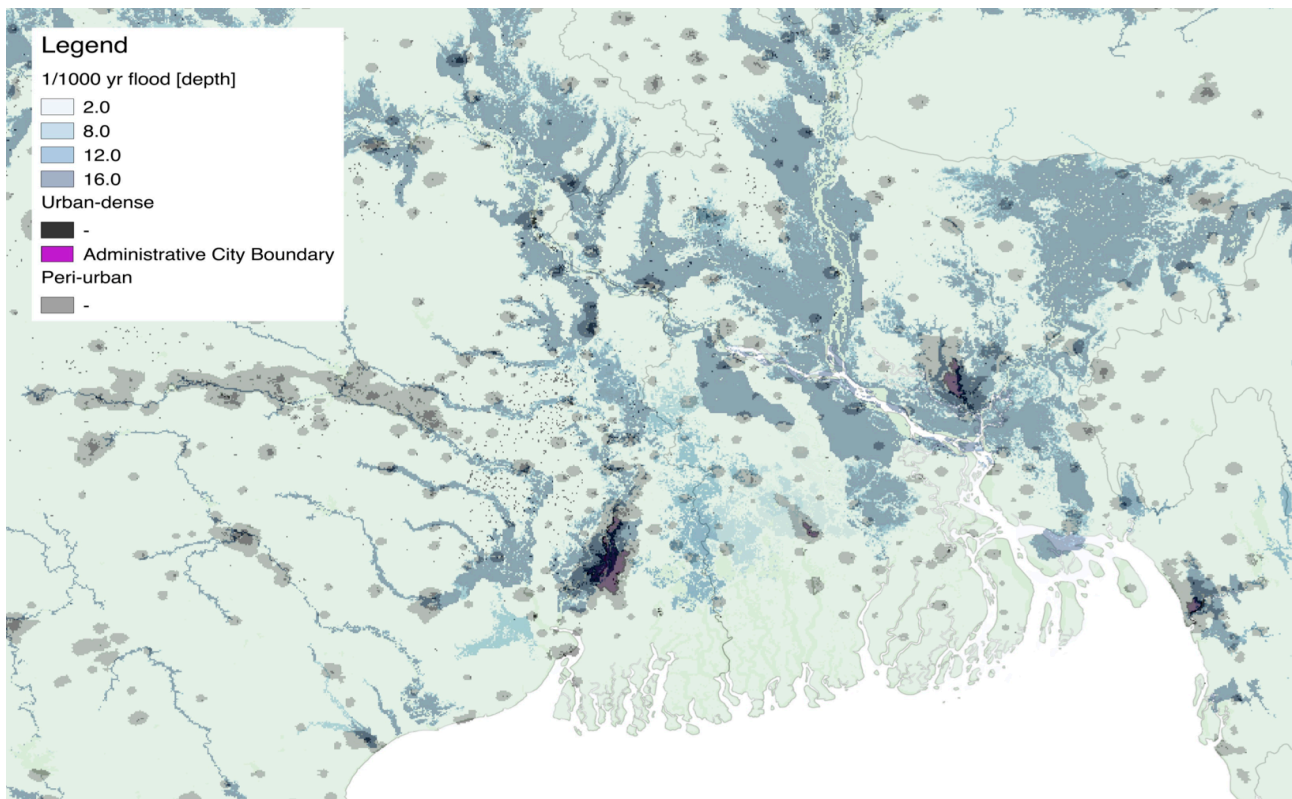 Legend
1/1000 yr flood [depth]
2.0
8.0
12.0
16.0
Urban-dense
-
Administrative City Boundary
Peri-urban
-